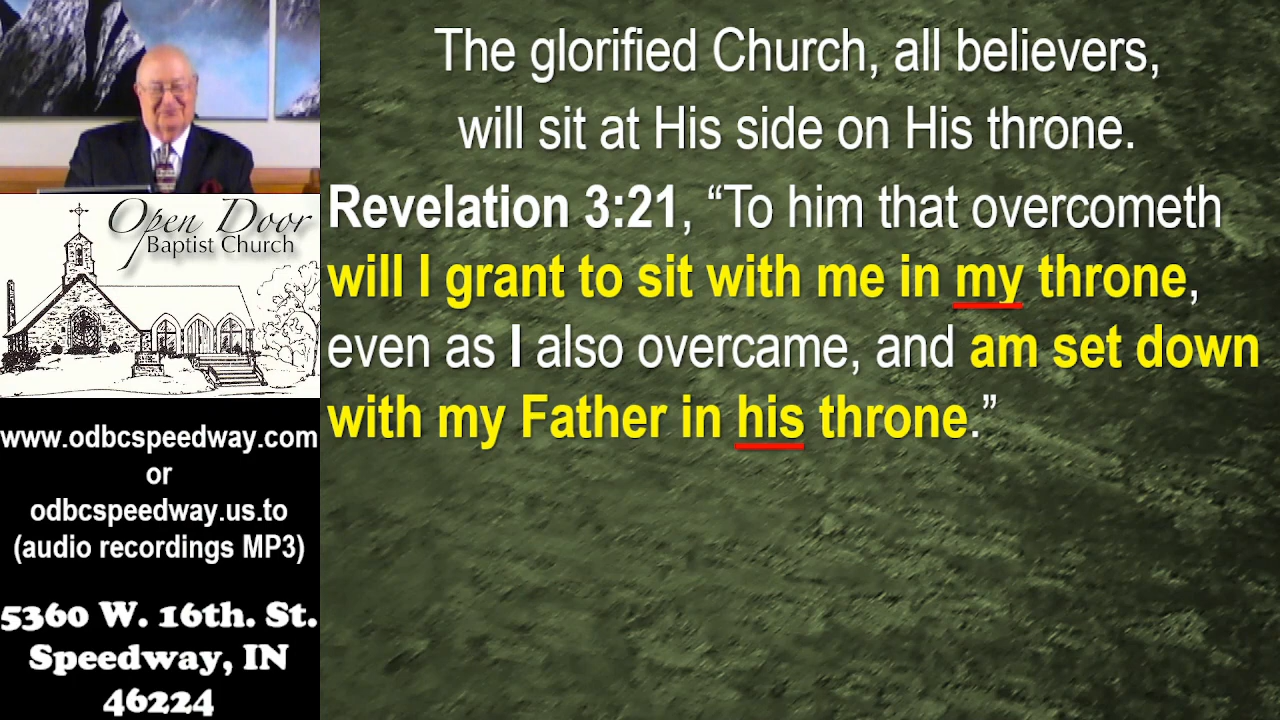 The glorified Church, all believers,
will sit at His side on His throne.
Revelation 3:21, “To him that overcometh
will I grant to sit with me in my throne,
even as I also overcame, and am set down
with my Father in his throne.”
Open Door
Baptist Church
www.odbcspeedway.com
or
odbcspeedway.us.to
(audio recordings MP3)
5360 W. 16th. St.
Speedway, IN
46224